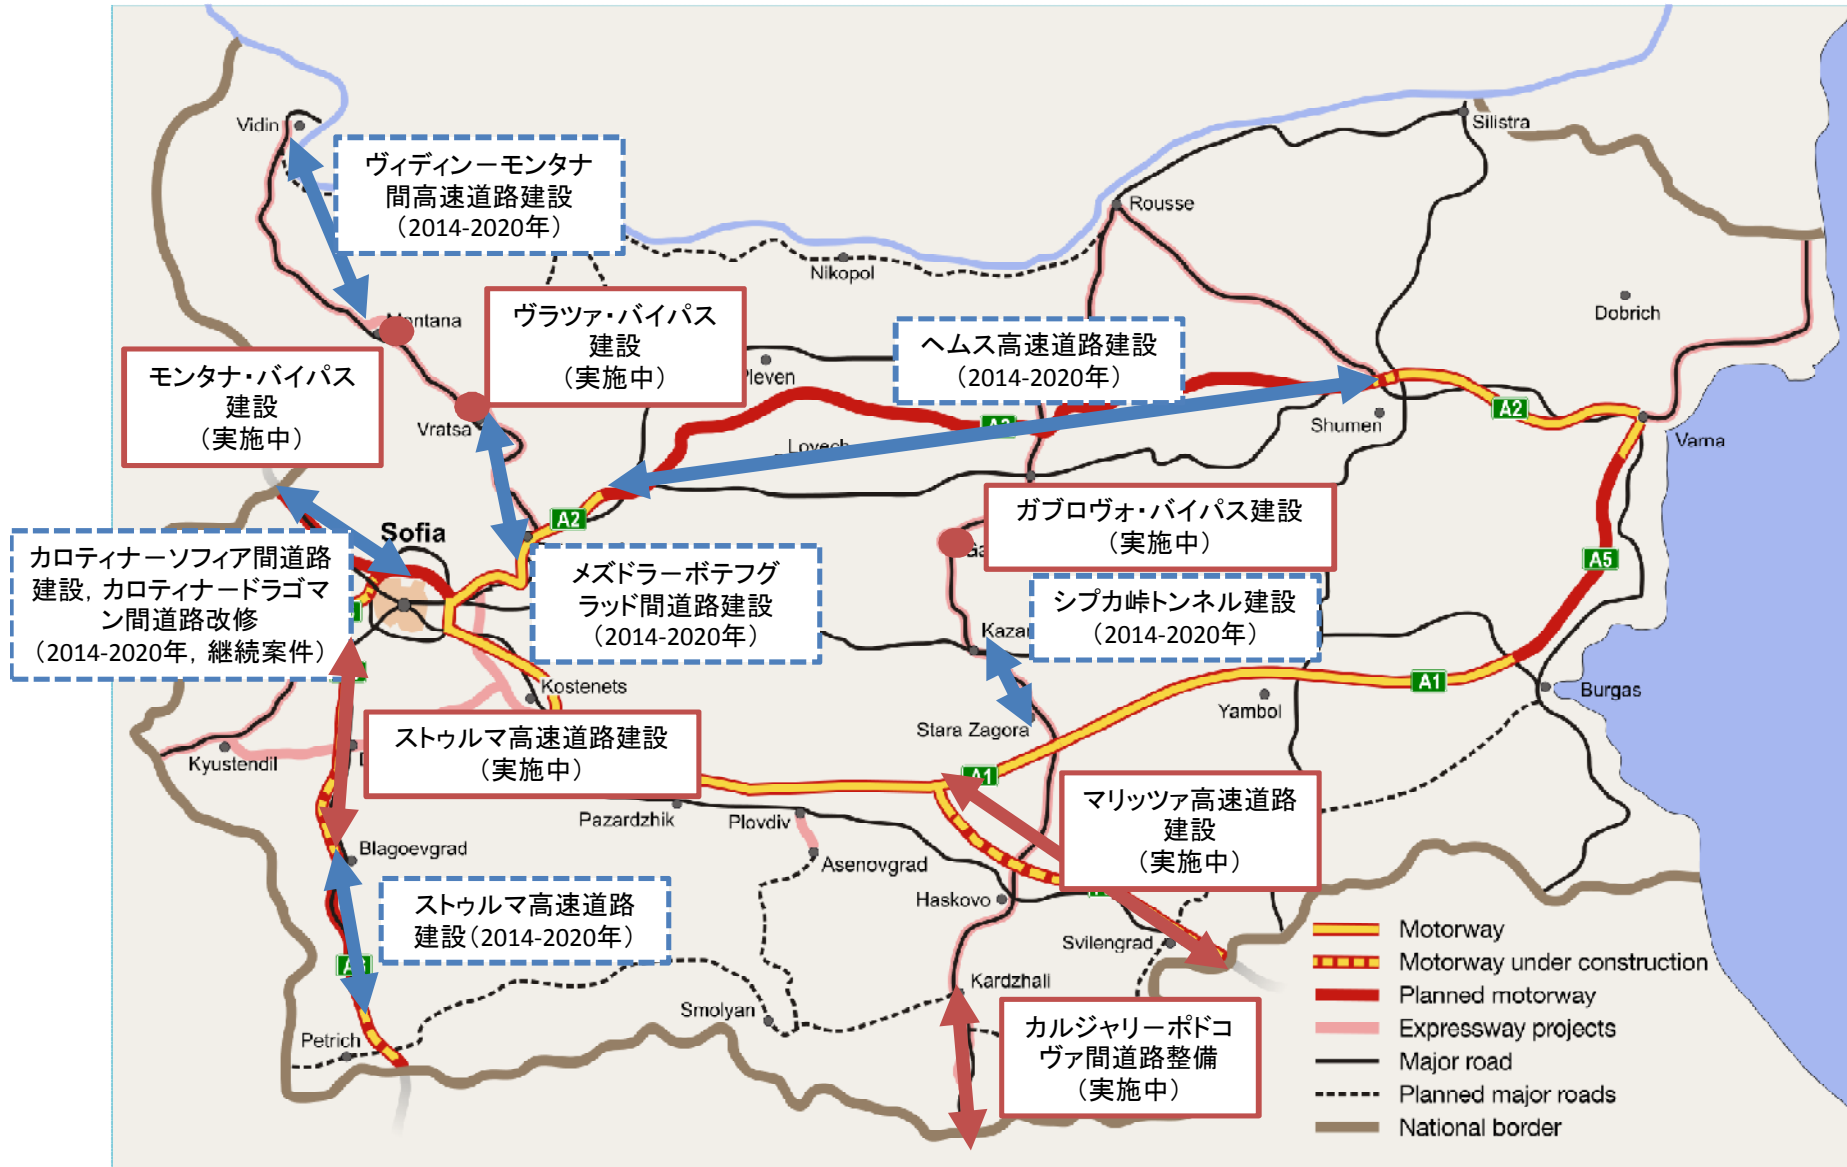 Vidin
Silistra
ヴィディンーモンタナ
間高速道路建設
(2014-2020年)
Rousse
Nikopol
Dobrich
Montana
ヴラツァ・バイパス
建設
(実施中)
ヘムス高速道路建設
(2014-2020年)
モンタナ・バイパス
建設
(実施中)
Pleven
Vratsa
A2
Shumen
Varna
Lovech
A2
ガブロヴォ・バイパス建設
(実施中)
Sofia
カロティナーソフィア間道路
建設, カロティナードラゴマ
ン間道路改修
(2014-2020年, 継続案件)
メズドラーボテフグ
ラッド間道路建設
(2014-2020年)
シプカ峠トンネル建設
(2014-2020年)
A5
Kostenets
A1
Burgas
Yambol
Stara Zagora
Kyustendil
ストゥルマ高速道路建設
(実施中)
A1
マリッツァ高速道路
建設
(実施中)
Pazardzhik
Plovdiv
Blagoevgrad
Asenovgrad
Haskovo
ストゥルマ高速道路
建設(2014-2020年)
Svilengrad
Kardzhali
Smolyan
Petrich
カルジャリーポドコ
ヴァ間道路整備
(実施中)
Motorway
Motorway under construction
Planned motorway
Expressway projects
Major road
Planned major roads
National border